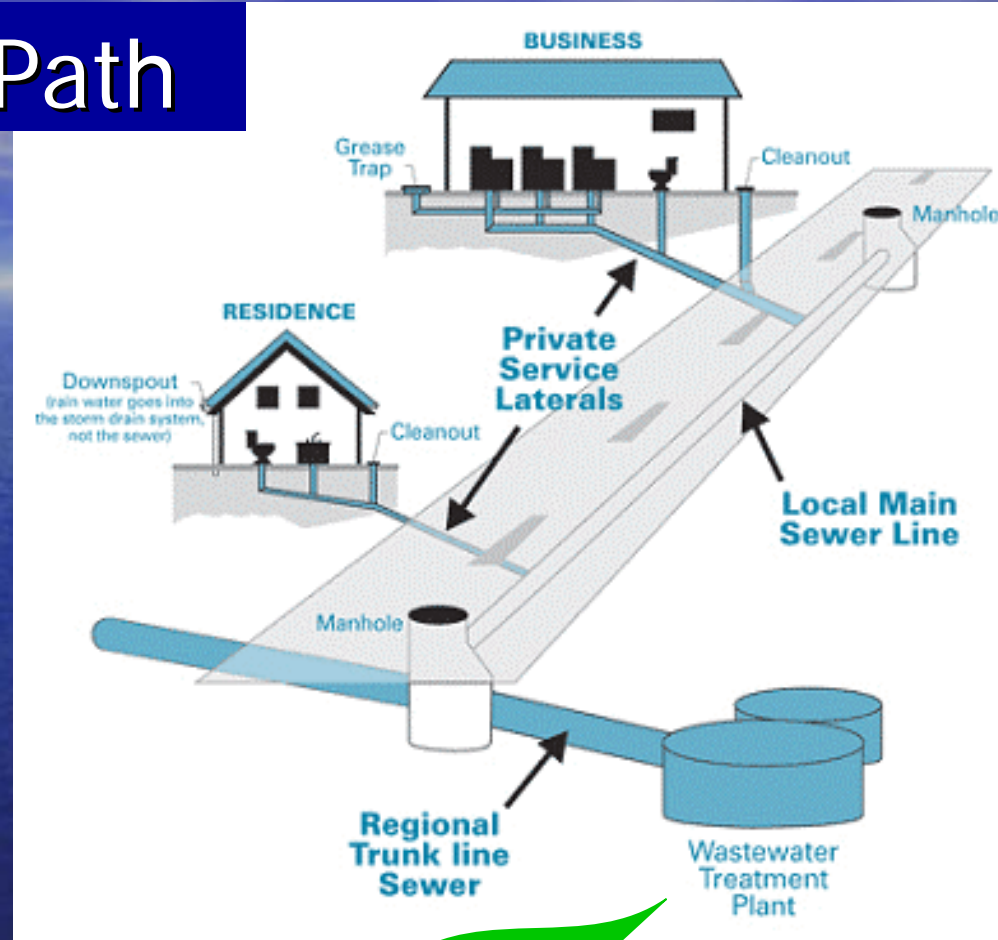 Path
BUSINESS
Grease
Trap
Cleanout
Manhole
RESIDENCE
Downspout
(rain water goes into
the storm drain system,
not the sewer)
Cleanout
Private
Service
Laterals
Local Main
Sewer Line
Manhole
Regional
Trunk line
Sewer
Wastewater
Treatment
Plant